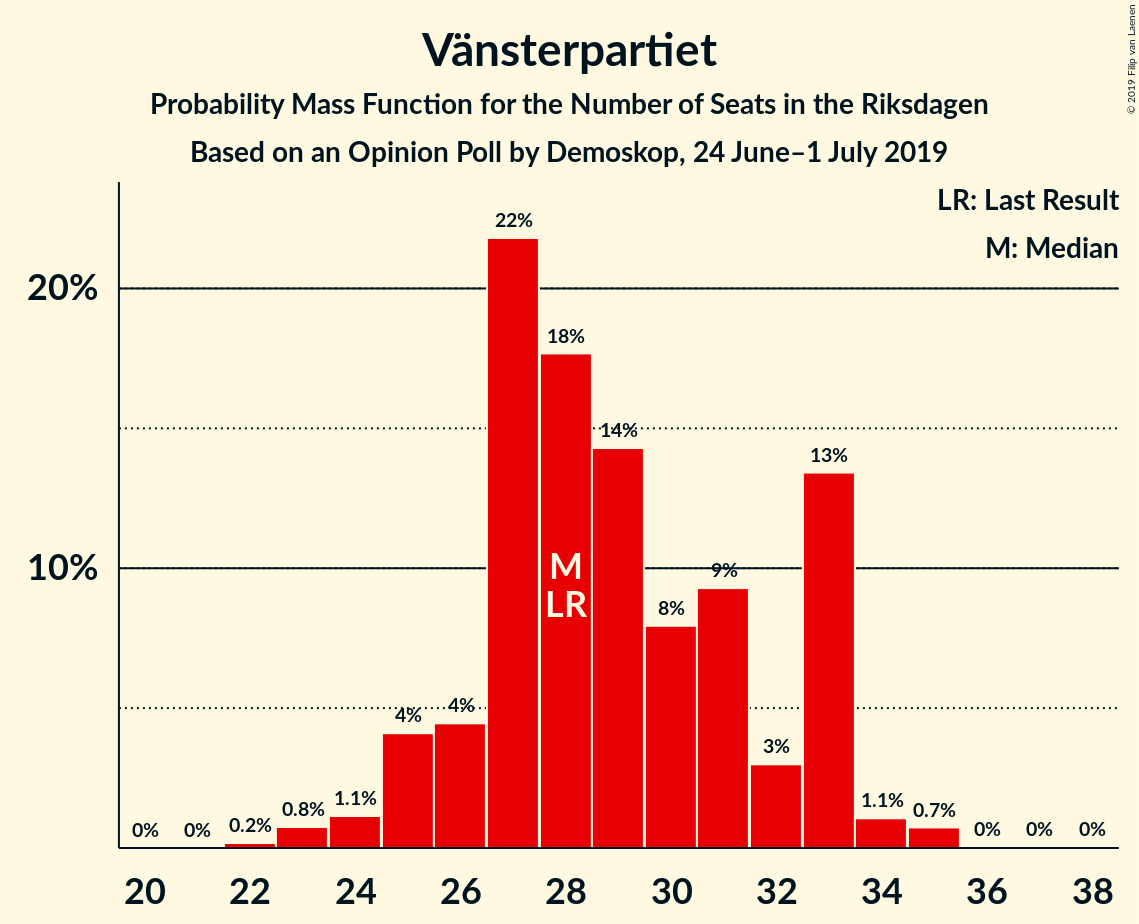 Vänsterpartiet
Probability Mass Function for the Number of Seats in the Riksdagen
Based on an Opinion Poll by Demoskop, 24 June–1 July 2019
© 2019 Filip van Laenen
LR: Last Result
M: Median
20%
10%
0%
0%
0.2%
0.8%
1.1%
4%
4%
22%
18%
14%
8%
9%
3%
13%
1.1%
0.7%
0%
0%
0%
M
LR
20 22 24 26 28 30 32 34 36 38